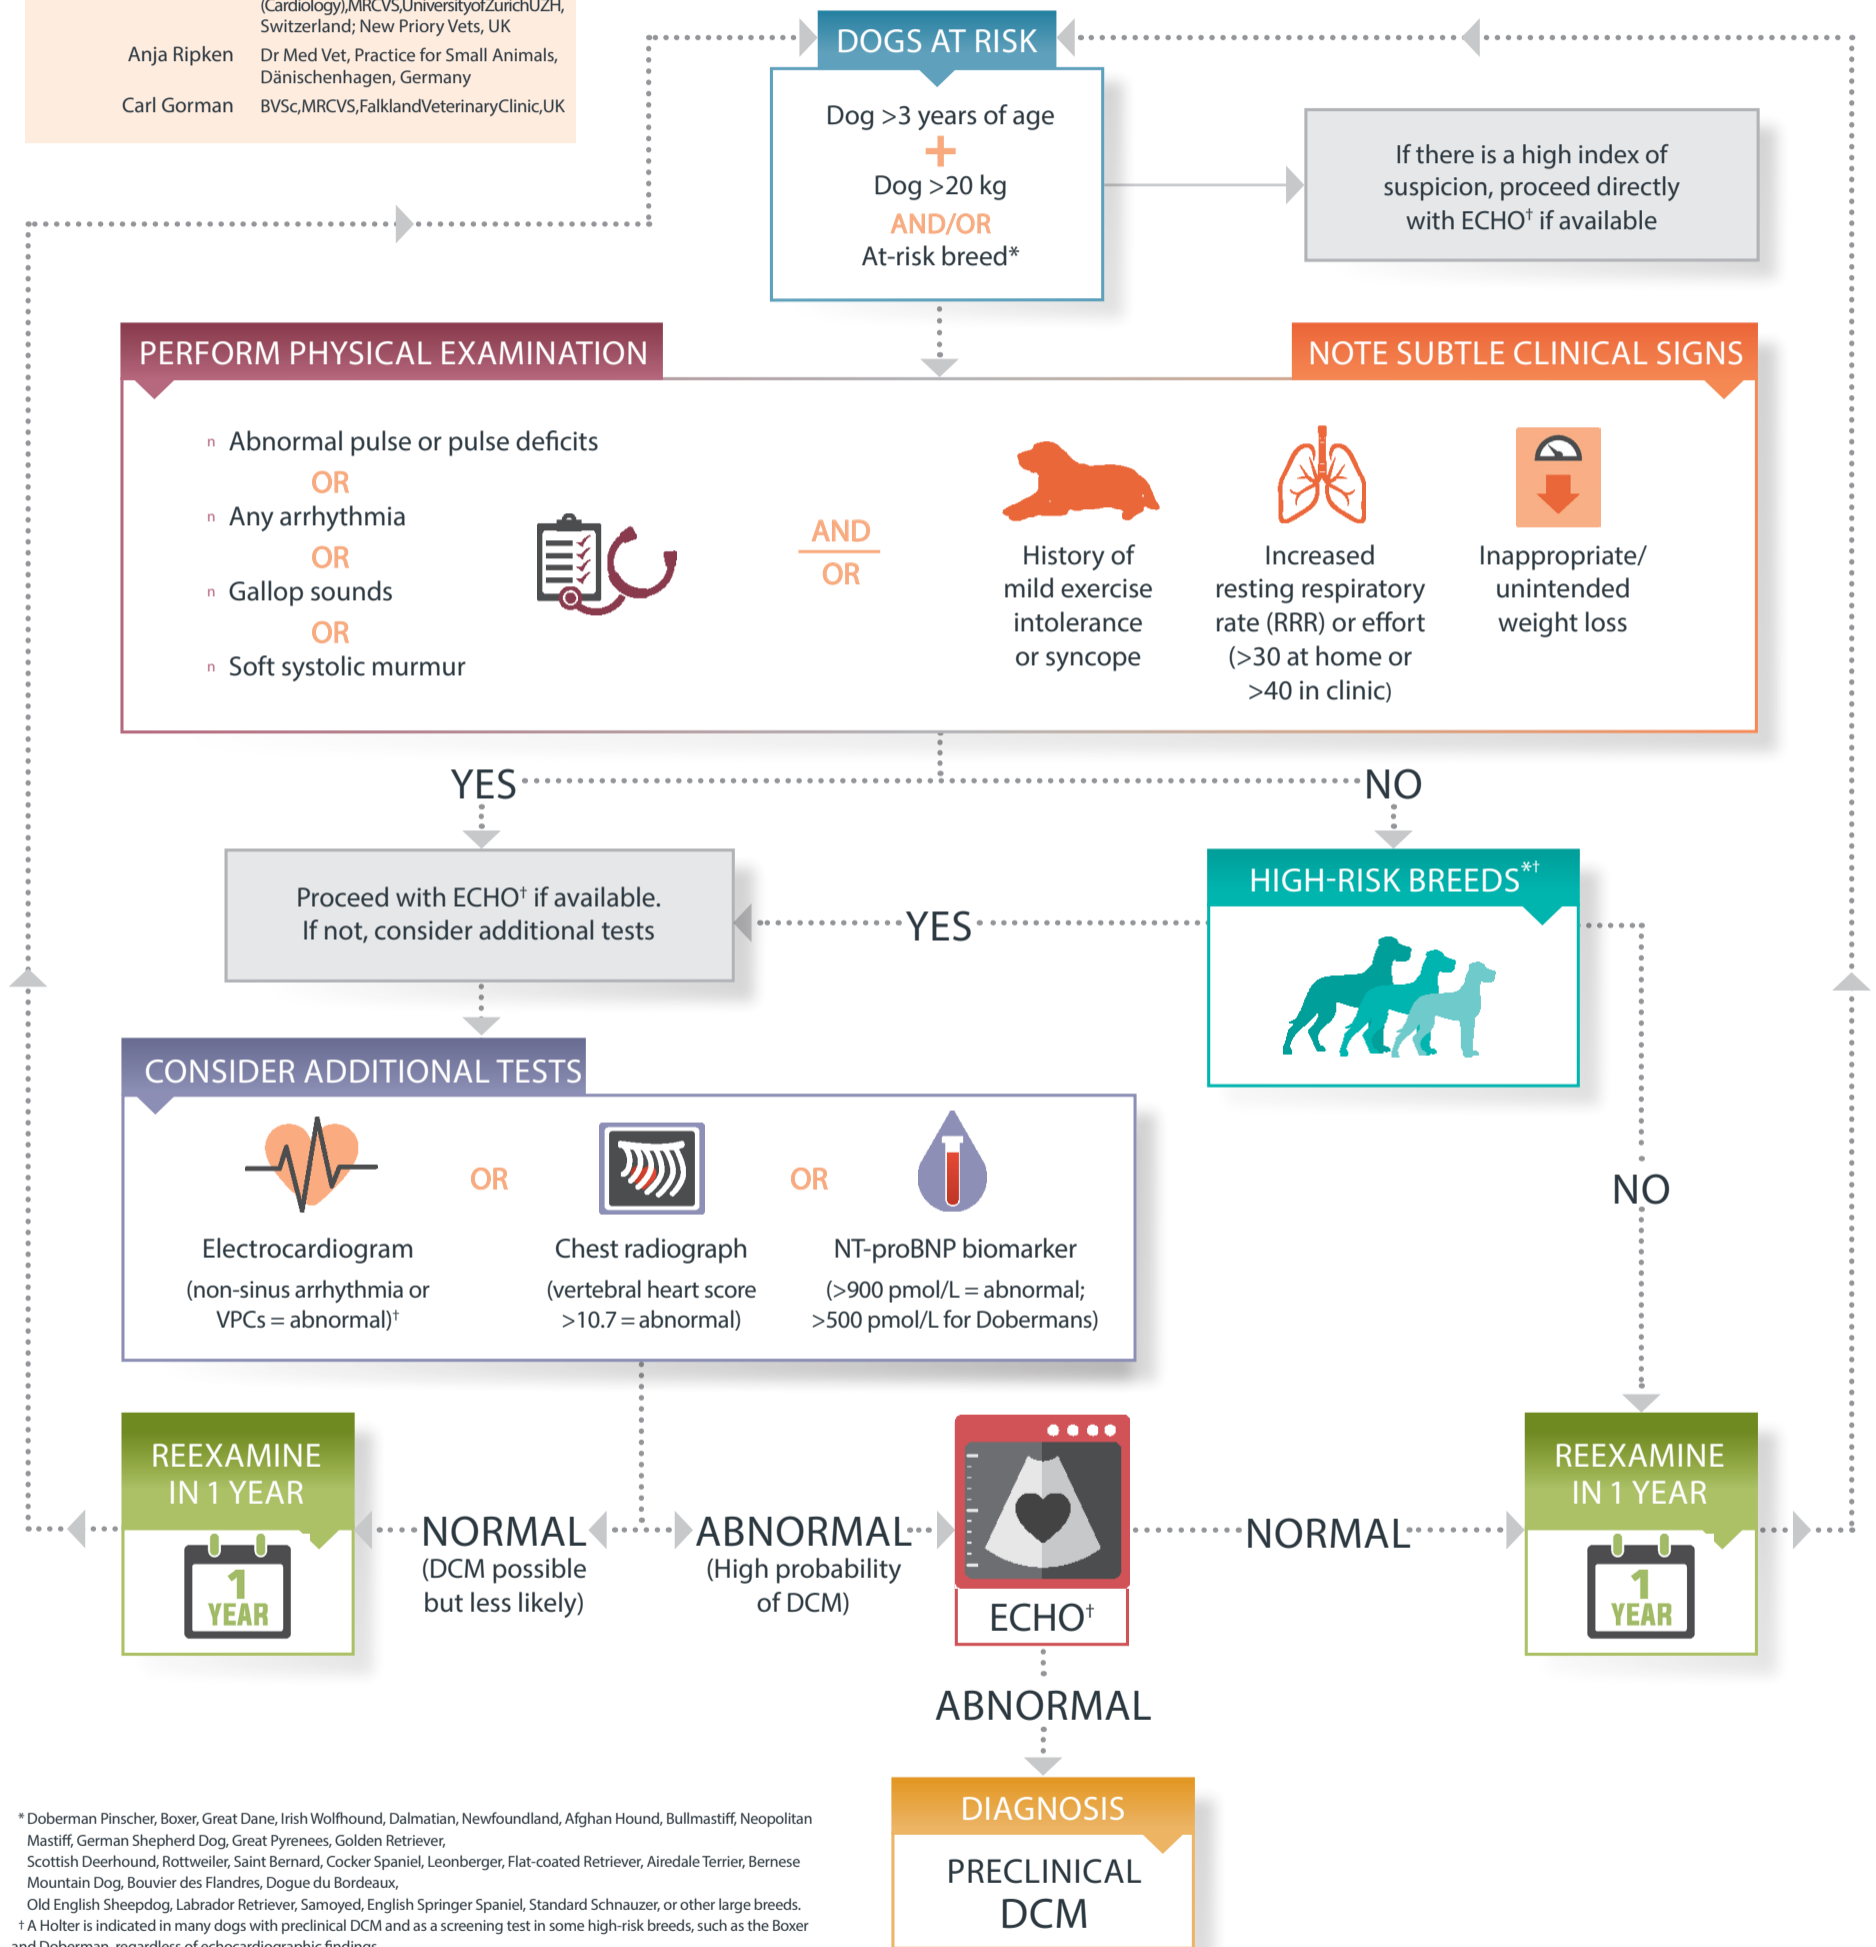 (Cardiology),MRCVS,UniversityofZurichUZH,
Switzerland; New Priory Vets, UK
Anja Ripken Dr Med Vet, Practice for Small Animals,
Dänischenhagen, Germany
Carl Gorman BVSc,MRCVS,FalklandVeterinaryClinic,UK
DOGS AT RISK
Dog >3 years of age
+
Dog >20 kg
AND/OR
At-risk breed*
If there is a high index of
suspicion, proceed directly
with ECHO† if available
PERFORM PHYSICAL EXAMINATION
n Abnormal pulse or pulse deficits
OR
n Any arrhythmia
OR
n Gallop sounds
OR
n Soft systolic murmur
AND
OR
NOTE SUBTLE CLINICAL SIGNS
History of
mild exercise
intolerance
or syncope
Increased
resting respiratory
rate (RRR) or effort
(>30 at home or
>40 in clinic)
Inappropriate/
unintended
weight loss
YES
NO
Proceed with ECHO† if available.
If not, consider additional tests
YES
HIGH-RISK BREEDS*†
NO
CONSIDER ADDITIONAL TESTS
Electrocardiogram
(non-sinus arrhythmia or
VPCs = abnormal)†
OR
Chest radiograph
(vertebral heart score
>10.7 = abnormal)
OR
NT-proBNP biomarker
(>900 pmol/L = abnormal;
>500 pmol/L for Dobermans)
REEXAMINE
IN 1 YEAR
1
YEAR
NORMAL
(DCM possible
but less likely)
ABNORMAL
(High probability
of DCM)
ECHO†
NORMAL
REEXAMINE
IN 1 YEAR
1
YEAR
ABNORMAL
DIAGNOSIS
PRECLINICAL
DCM
* Doberman Pinscher, Boxer, Great Dane, Irish Wolfhound, Dalmatian, Newfoundland, Afghan Hound, Bullmastiff, Neopolitan
Mastiff, German Shepherd Dog, Great Pyrenees, Golden Retriever,
Scottish Deerhound, Rottweiler, Saint Bernard, Cocker Spaniel, Leonberger, Flat-coated Retriever, Airedale Terrier, Bernese
Mountain Dog, Bouvier des Flandres, Dogue du Bordeaux,
Old English Sheepdog, Labrador Retriever, Samoyed, English Springer Spaniel, Standard Schnauzer, or other large breeds.
† A Holter is indicated in many dogs with preclinical DCM and as a screening test in some high-risk breeds, such as the Boxer
and Doberman, regardless of echocardiographic findings